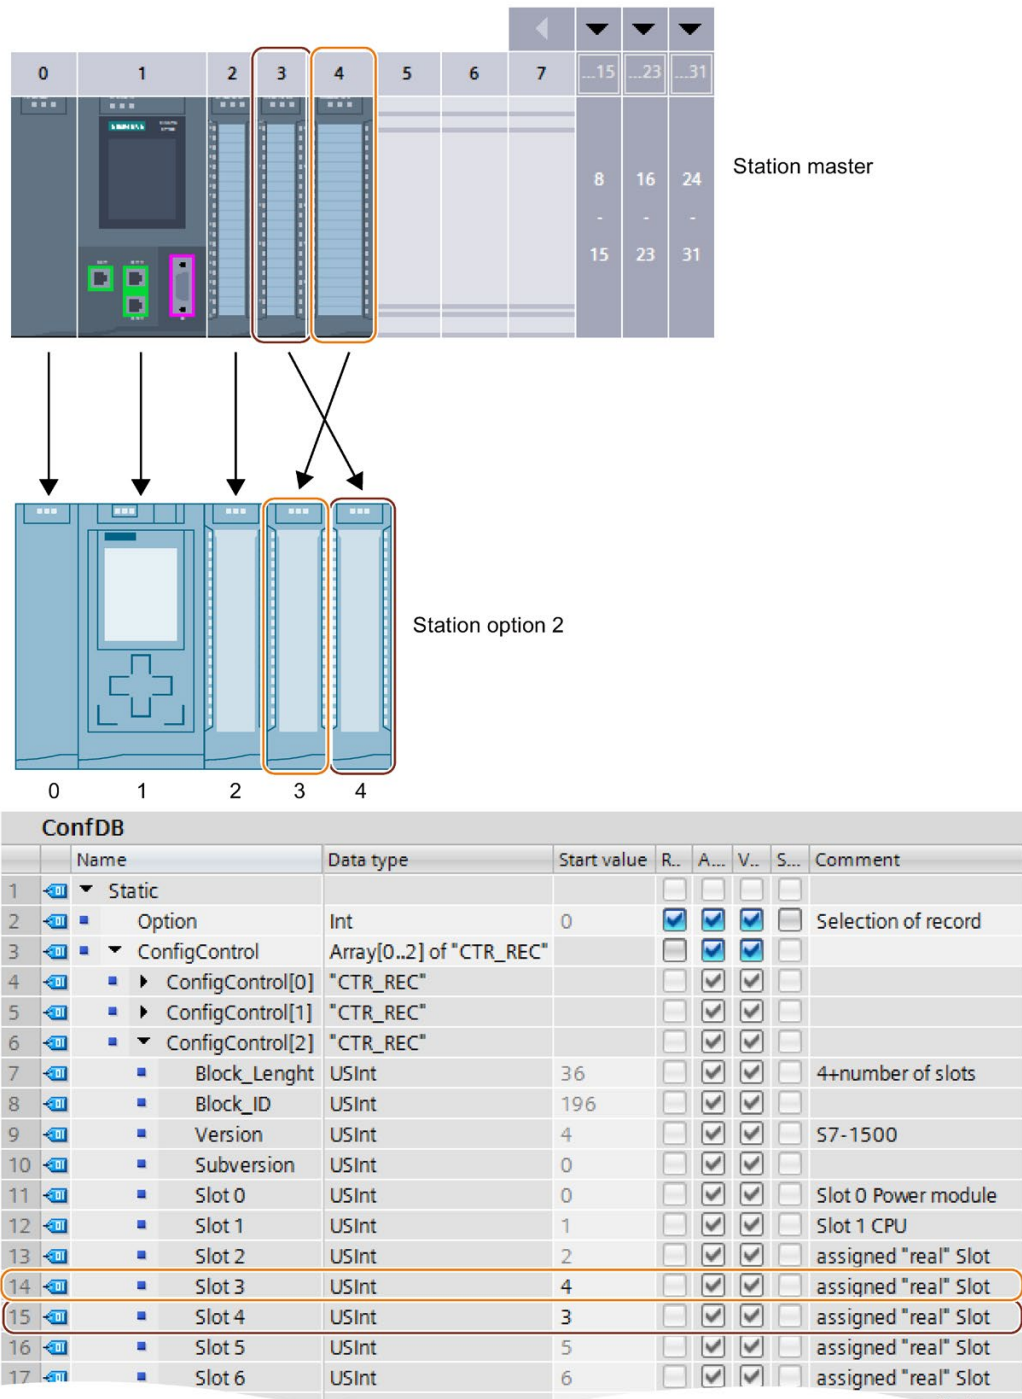 0 1 2 3 4 5 6 7 ...15 ...23 ...31
SIEMENS
Station master
8 16 24
- - -
15 23 31
Station option 2
0 1 2 3 4
ConfDB
Name Data type Start value R... A... V... S... Comment
1 Static
2 Option Int 0 Selection of record
3 ConfigControl Array[0..2] of "CTR_REC"
4 ConfigControl[0] "CTR_REC"
5 ConfigControl[1] "CTR_REC"
6 ConfigControl[2] "CTR_REC"
7 Block_Lenght USInt 36 4+number of slots
8 Block_ID USInt 196
9 Version USInt 4 S7-1500
10 Subversion USInt 0
11 Slot 0 USInt 0 Slot 0 Power module
12 Slot 1 USInt 1 Slot 1 CPU
13 Slot 2 USInt 2 assigned "real" Slot
14 Slot 3 USInt 4 assigned "real" Slot
15 Slot 4 USInt 3 assigned "real" Slot
16 Slot 5 USInt 5 assigned "real" Slot
17 Slot 6 USInt 6 assigned "real" Slot